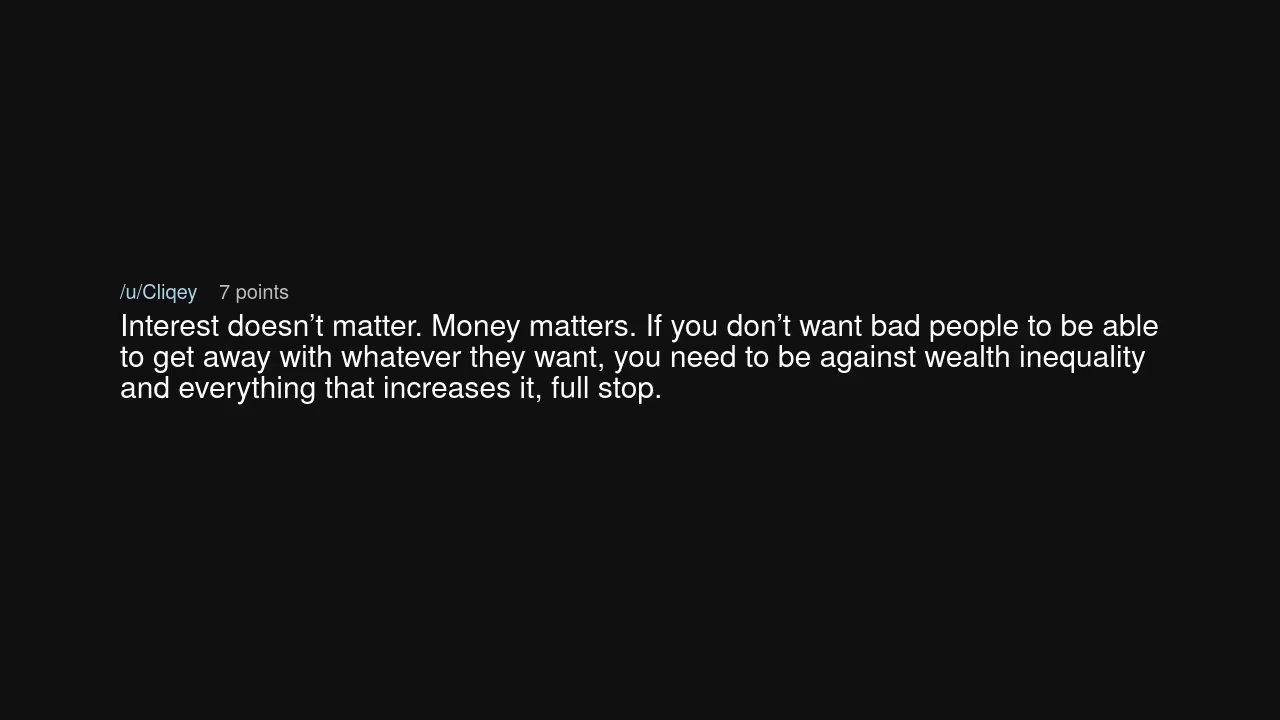 /u/Cliqey 7 points
Interest doesn’t matter. Money matters. If you don’t want bad people to be able
to get away with whatever they want, you need to be against wealth inequality
and everything that increases it, full stop.